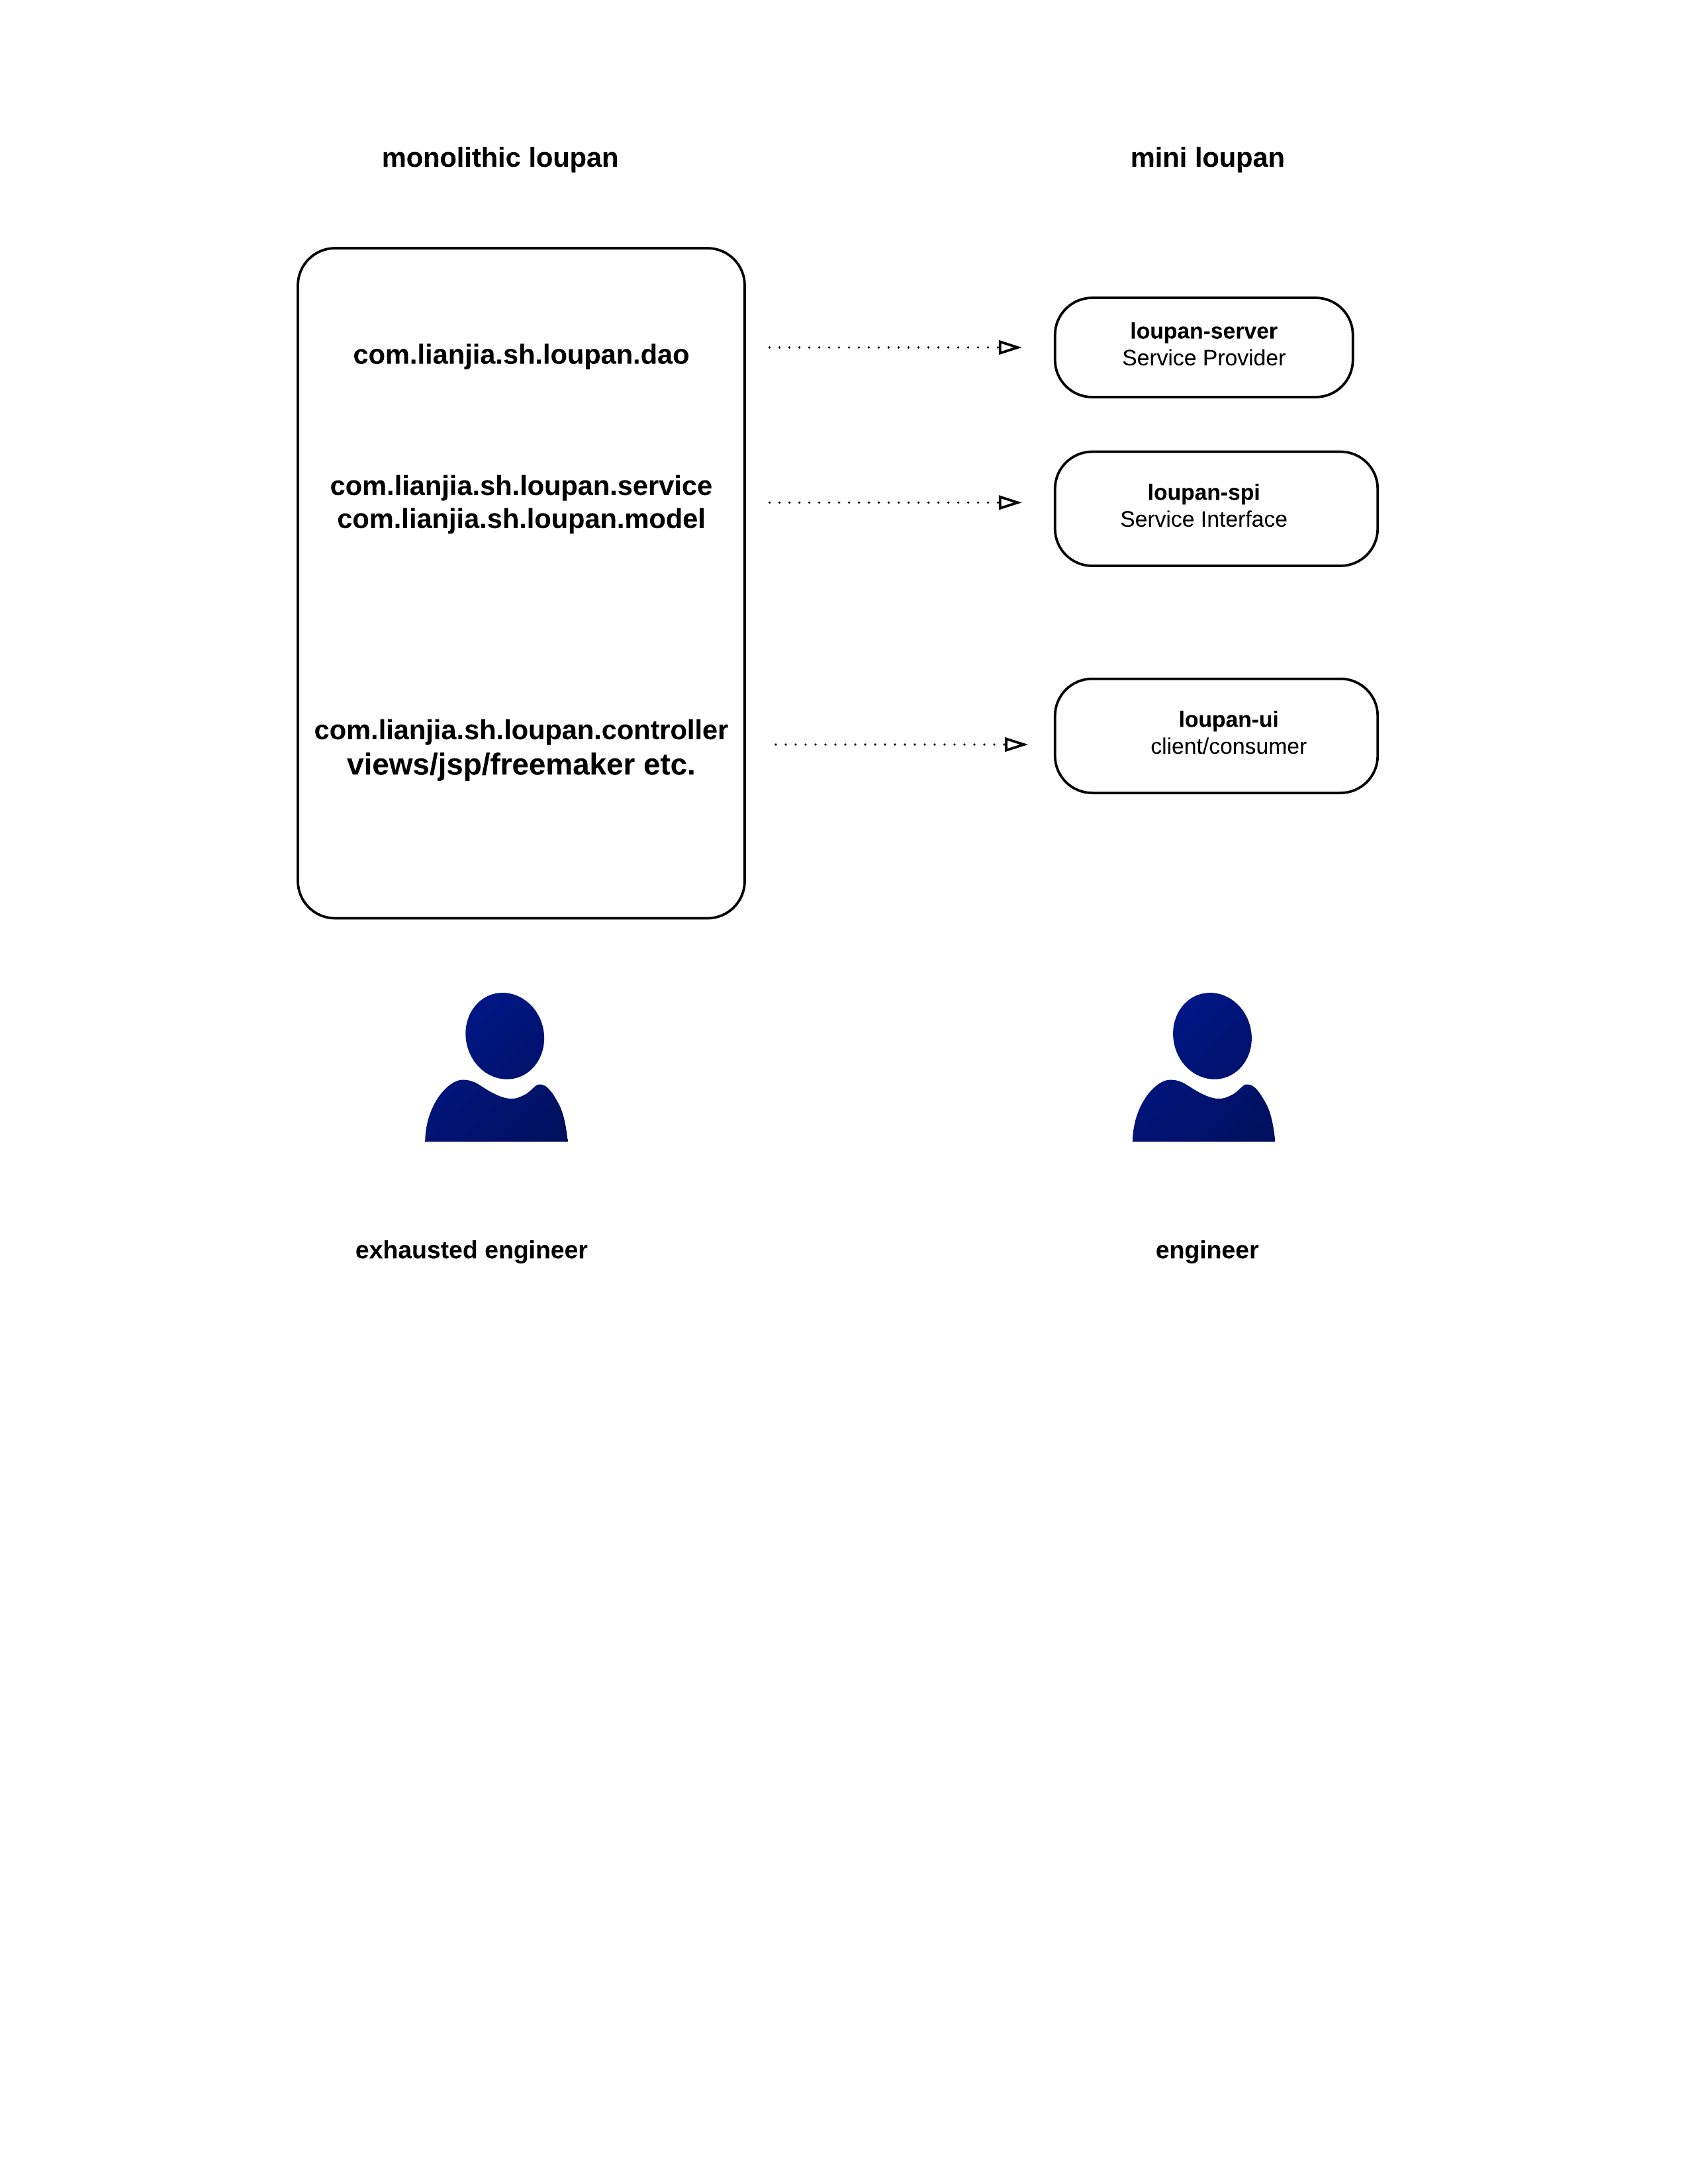 monolithic loupan
mini loupan
com.lianjia.sh.loupan.dao
loupan-server
Service Provider
com.lianjia.sh.loupan.service
com.lianjia.sh.loupan.model
loupan-spi
Service Interface
com.lianjia.sh.loupan.controller
views/jsp/freemaker etc.
loupan-ui
client/consumer
exhausted engineer
engineer